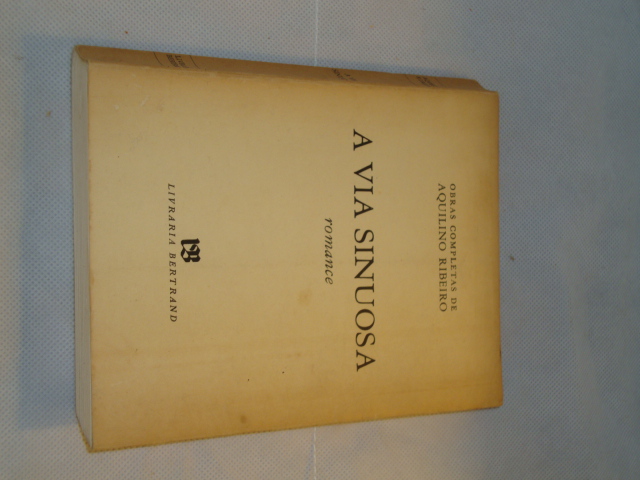 OBRAS COMPLETAS DE
AQUILINO RIBEIRO
A VIA SINUOSA
romance
LIVRARIA BERTRAND